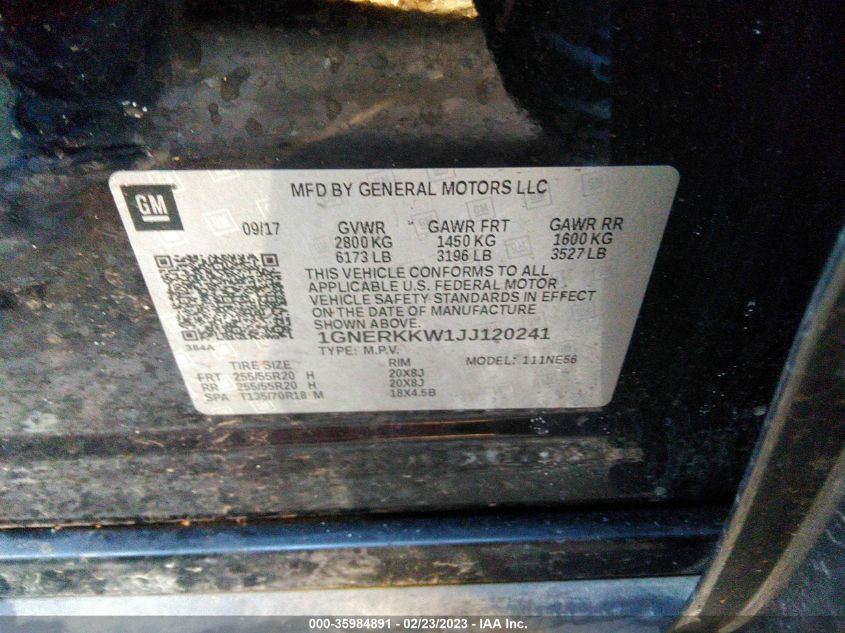 GM
MFD BY GENERAL MOTORS LLC
09/17 GVWR GAWR FRT GAWR RR
2800 KG 1450 KG 1600 KG
6173 LB 3196 LB 3527 LB
THIS VEHICLE CONFORMS TO ALL
APPLICABLE U.S. FEDERAL MOTOR
VEHICLE SAFETY STANDARDS IN EFFECT
ON THE DATE OF MANUFACTURE
SHOWN ABOVE.
384A
1GNERKKW1JJ120241
TYPE: M.P.V. MODEL: 111NE56
TIRE SIZE RIM
FRT 255/55R20 H 20X8J
RR 255/55R20 H 20X8J
SPA T135/70R18 M 18X4.5B
000-35984891 - 02/23/2023 - IAA Inc.